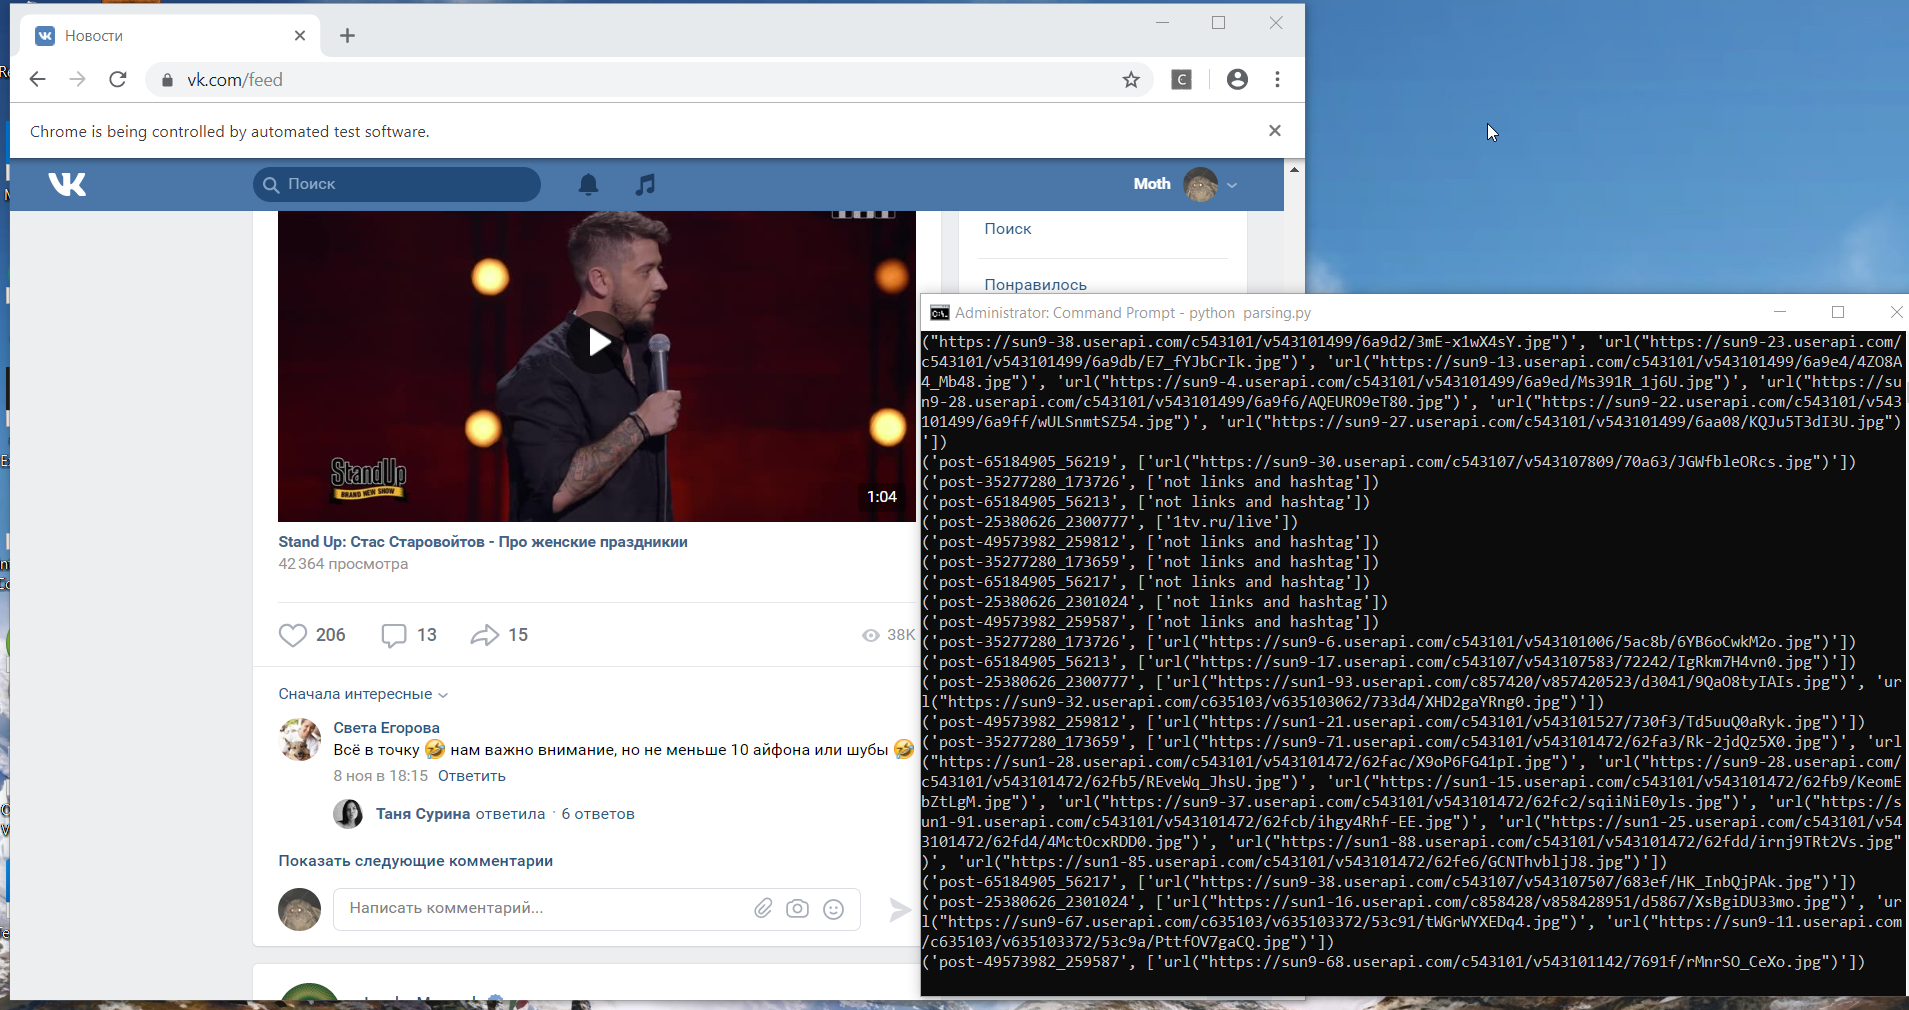 Новости
vk.com/feed
C
Chrome is being controlled by automated test software.
Поиск
Moth
Поиск
Понравилось
StandUp
BRAND NEW SHOW
1:04
Stand Up: Стас Старовойтов - Про женские праздникии
42 364 просмотра
206
13
15
38K
Сначала интересные
Света Егорова
Всё в точку 🤣 нам важно внимание, но не меньше 10 айфона или шубы 🤣
8 ноя в 18:15 Ответить
Таня Сурина ответила · 6 ответов
Показать следующие комментарии
Написать комментарий...
Administrator: Command Prompt - python  parsing.py
("https://sun9-38.userapi.com/c543101/v543101499/6a9d2/3mE-x1wX4sY.jpg")', 'url("https://sun9-23.userapi.com/
c543101/v543101499/6a9db/E7_fYJbCrIk.jpg")', 'url("https://sun9-13.userapi.com/c543101/v543101499/6a9e4/4ZO8A
4_Mb48.jpg")', 'url("https://sun9-4.userapi.com/c543101/v543101499/6a9ed/Ms391R_1j6U.jpg")', 'url("https://su
n9-28.userapi.com/c543101/v543101499/6a9f6/AQEURO9eT80.jpg")', 'url("https://sun9-22.userapi.com/c543101/v543
101499/6a9ff/wULSnmtSZ54.jpg")', 'url("https://sun9-27.userapi.com/c543101/v543101499/6aa08/KQJu5T3dI3U.jpg")
'])
('post-65184905_56219', ['url("https://sun9-30.userapi.com/c543107/v543107809/70a63/JGWfbleORcs.jpg")'])
('post-35277280_173726', ['not links and hashtag'])
('post-65184905_56213', ['not links and hashtag'])
('post-25380626_2300777', ['1tv.ru/live'])
('post-49573982_259812', ['not links and hashtag'])
('post-35277280_173659', ['not links and hashtag'])
('post-65184905_56217', ['not links and hashtag'])
('post-25380626_2301024', ['not links and hashtag'])
('post-49573982_259587', ['not links and hashtag'])
('post-35277280_173726', ['url("https://sun9-6.userapi.com/c543101/v543101006/5ac8b/6YB6oCwkM2o.jpg")'])
('post-65184905_56213', ['url("https://sun9-17.userapi.com/c543107/v543107583/72242/IgRkm7H4vn0.jpg")'])
('post-25380626_2300777', ['url("https://sun1-93.userapi.com/c857420/v857420523/d3041/9QaO8tyIAIs.jpg")', 'ur
l("https://sun9-32.userapi.com/c635103/v635103062/733d4/XHD2gaYRng0.jpg")'])
('post-49573982_259812', ['url("https://sun1-21.userapi.com/c543101/v543101527/730f3/Td5uuQ0aRyk.jpg")'])
('post-35277280_173659', ['url("https://sun9-71.userapi.com/c543101/v543101472/62fa3/Rk-2jdQz5X0.jpg")', 'url
("https://sun1-28.userapi.com/c543101/v543101472/62fac/X9oP6FG41pI.jpg")', 'url("https://sun9-28.userapi.com/
c543101/v543101472/62fb5/REveWq_JhsU.jpg")', 'url("https://sun1-15.userapi.com/c543101/v543101472/62fb9/KeomE
bZtLgM.jpg")', 'url("https://sun9-37.userapi.com/c543101/v543101472/62fc2/sqiiNiE0yls.jpg")', 'url("https://s
un1-91.userapi.com/c543101/v543101472/62fcb/ihgy4Rhf-EE.jpg")', 'url("https://sun1-25.userapi.com/c543101/v54
3101472/62fd4/4MctOcxRDD0.jpg")', 'url("https://sun1-88.userapi.com/c543101/v543101472/62fdd/irnj9TRt2Vs.jpg"
)', 'url("https://sun1-85.userapi.com/c543101/v543101472/62fe6/GCNThvbljJ8.jpg")'])
('post-65184905_56217', ['url("https://sun9-38.userapi.com/c543107/v543107507/683ef/HK_InbQjPAk.jpg")'])
('post-25380626_2301024', ['url("https://sun1-16.userapi.com/c858428/v858428951/d5867/XsBgiDU33mo.jpg")', 'ur
l("https://sun9-67.userapi.com/c635103/v635103372/53c91/tWGrWYXEDq4.jpg")', 'url("https://sun9-11.userapi.com
/c635103/v635103372/53c9a/PttfOV7gaCQ.jpg")'])
('post-49573982_259587', ['url("https://sun9-68.userapi.com/c543101/v543101142/7691f/rMnrSO_CeXo.jpg")'])